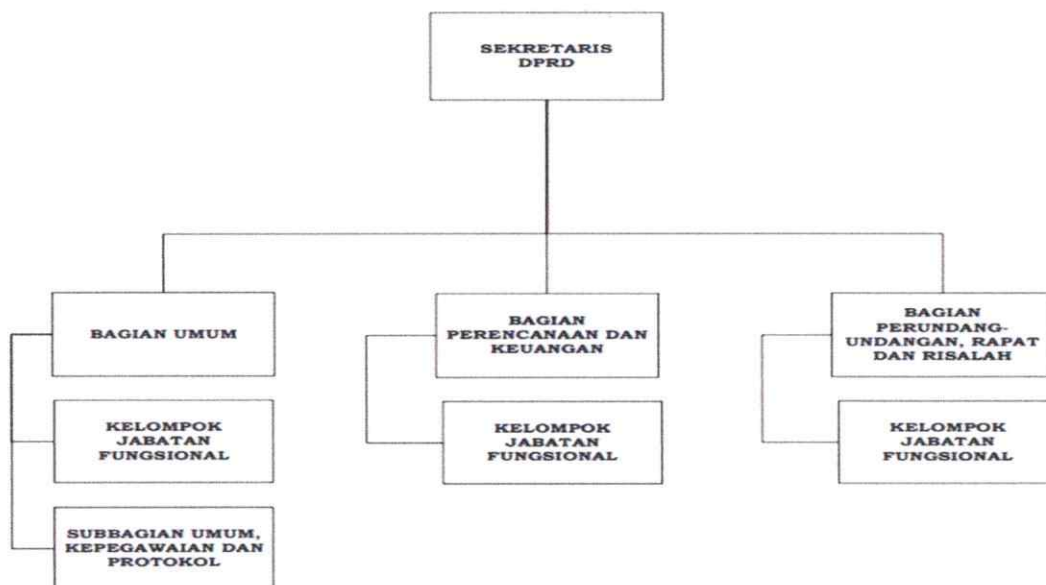 SEKRETARIS
DPRD
BAGIAN UMUM
BAGIAN
PERENCANAAN DAN
KEUANGAN
BAGIAN
PERUNDANG-
UNDANGAN, RAPAT
DAN RISALAH
KELOMPOK
JABATAN
FUNGSIONAL
KELOMPOK
JABATAN
FUNGSIONAL
KELOMPOK
JABATAN
FUNGSIONAL
SUBBAGIAN UMUM,
KEPEGAWAIAN DAN
PROTOKOL